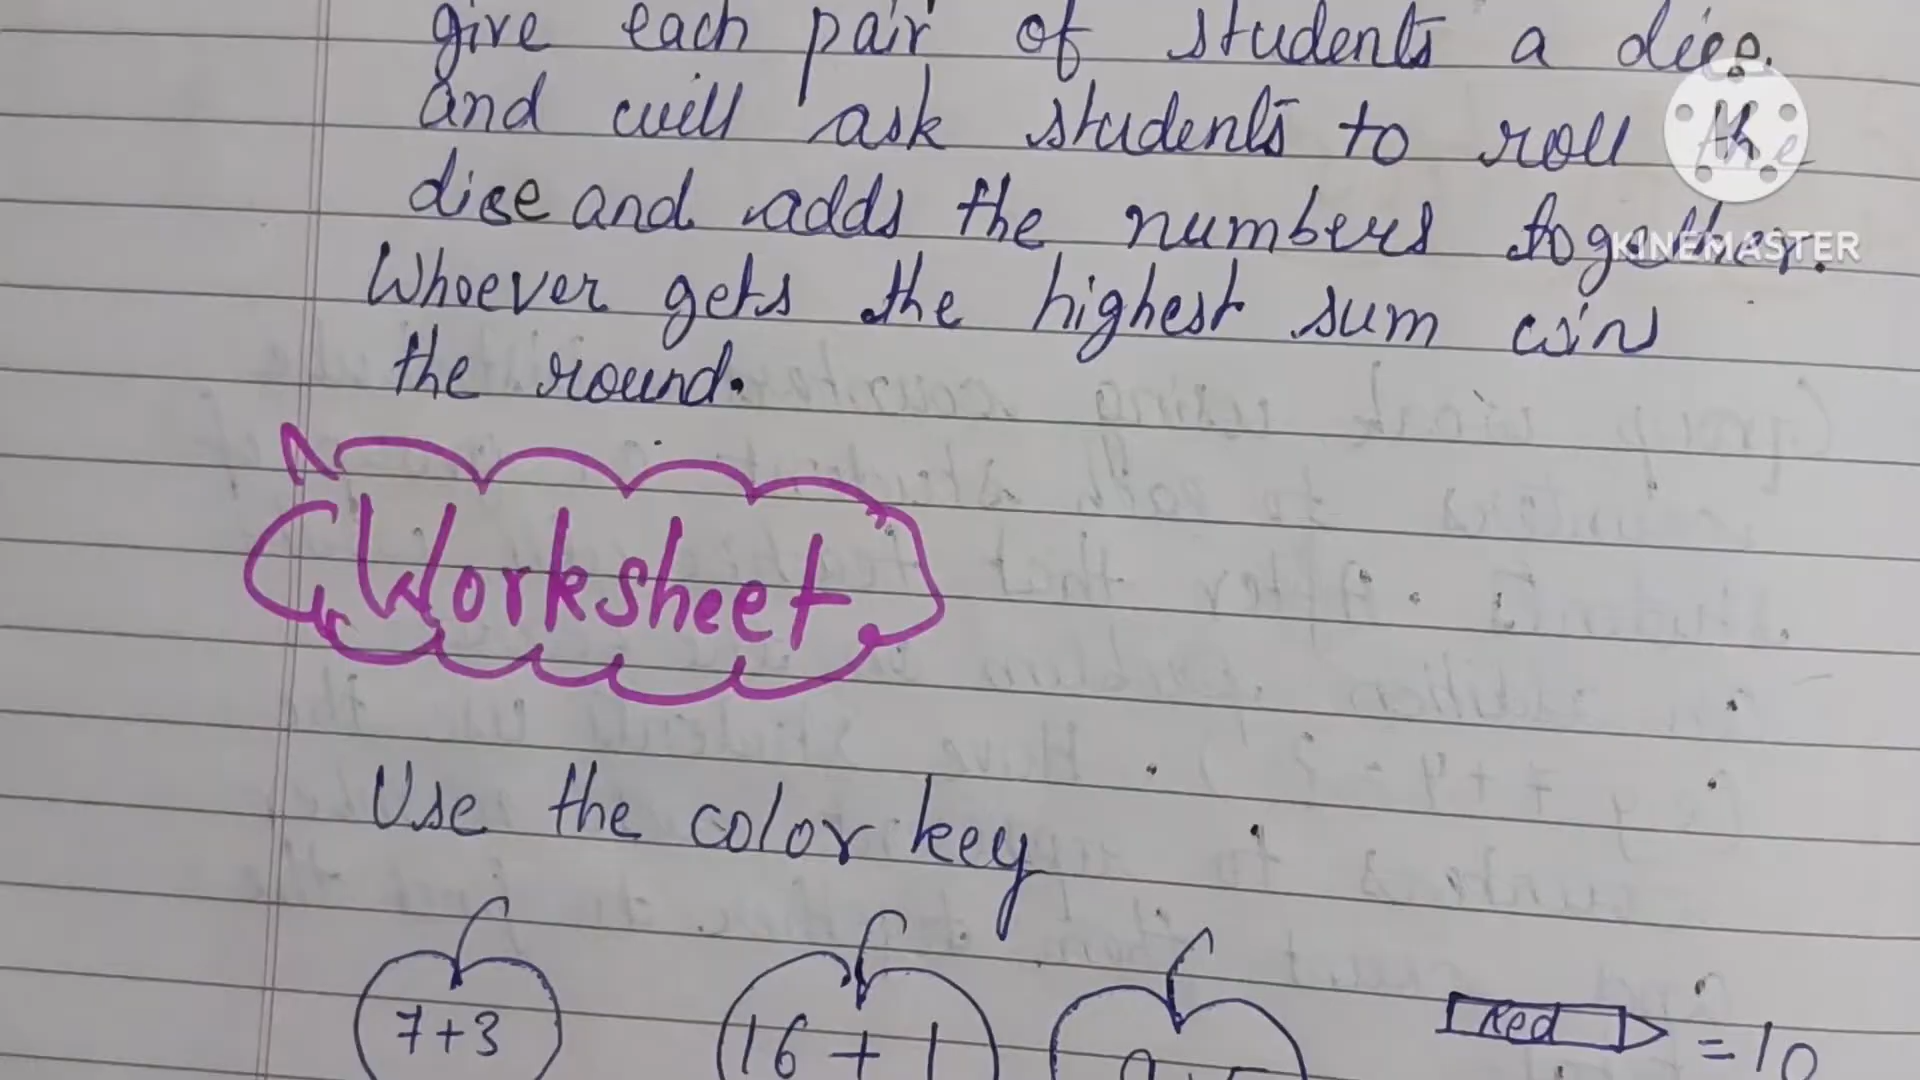 give each pair of students a dice.
and will ask students to roll the
dice and adds the numbers together.
KINEMASTER
Whoever gets the highest sum win
the round.
Worksheet
Use the color key
7+3
16 + 1
Red = 10